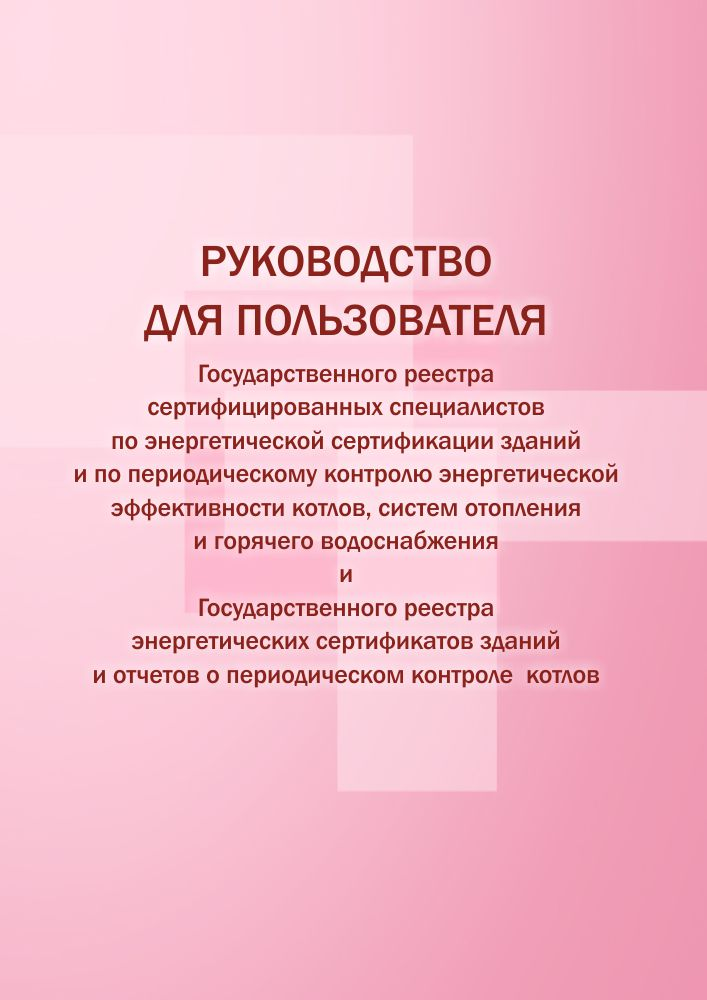 РУКОВОДСТВО
ДЛЯ ПОЛЬЗОВАТЕЛЯ
Государственного реестра
сертифицированных специалистов
по энергетической сертификации зданий
и по периодическому контролю энергетической
эффективности котлов, систем отопления
и горячего водоснабжения
и
Государственного реестра
энергетических сертификатов зданий
и отчетов о периодическом контроле котлов